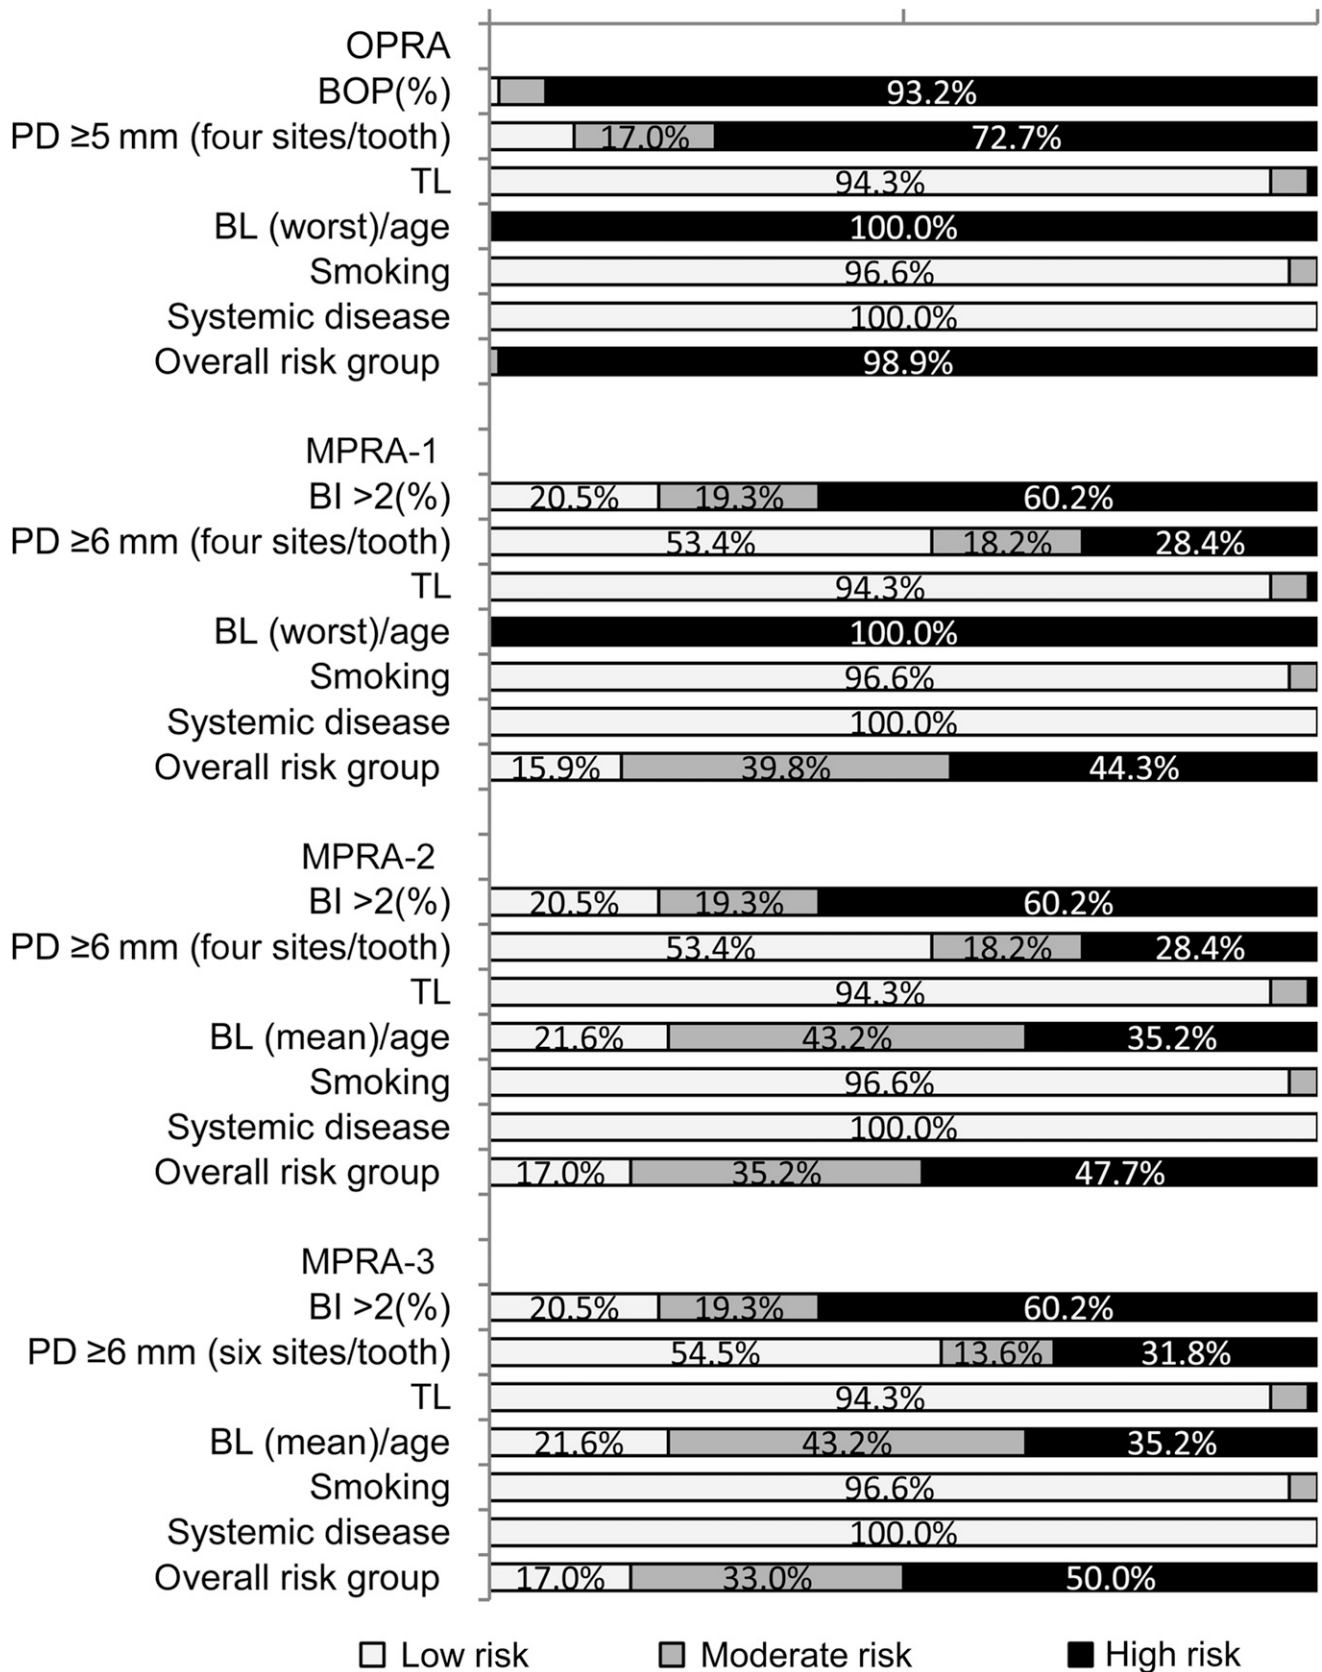 OPRA
BOP(%) 93.2%
PD ≥5 mm (four sites/tooth) 17.0% 72.7%
TL 94.3%
BL (worst)/age 100.0%
Smoking 96.6%
Systemic disease 100.0%
Overall risk group 98.9%
MPRA-1
BI >2(%) 20.5% 19.3% 60.2%
PD ≥6 mm (four sites/tooth) 53.4% 18.2% 28.4%
TL 94.3%
BL (worst)/age 100.0%
Smoking 96.6%
Systemic disease 100.0%
Overall risk group 15.9% 39.8% 44.3%
MPRA-2
BI >2(%) 20.5% 19.3% 60.2%
PD ≥6 mm (four sites/tooth) 53.4% 18.2% 28.4%
TL 94.3%
BL (mean)/age 21.6% 43.2% 35.2%
Smoking 96.6%
Systemic disease 100.0%
Overall risk group 17.0% 35.2% 47.7%
MPRA-3
BI >2(%) 20.5% 19.3% 60.2%
PD ≥6 mm (six sites/tooth) 54.5% 13.6% 31.8%
TL 94.3%
BL (mean)/age 21.6% 43.2% 35.2%
Smoking 96.6%
Systemic disease 100.0%
Overall risk group 17.0% 33.0% 50.0%
Low risk Moderate risk High risk